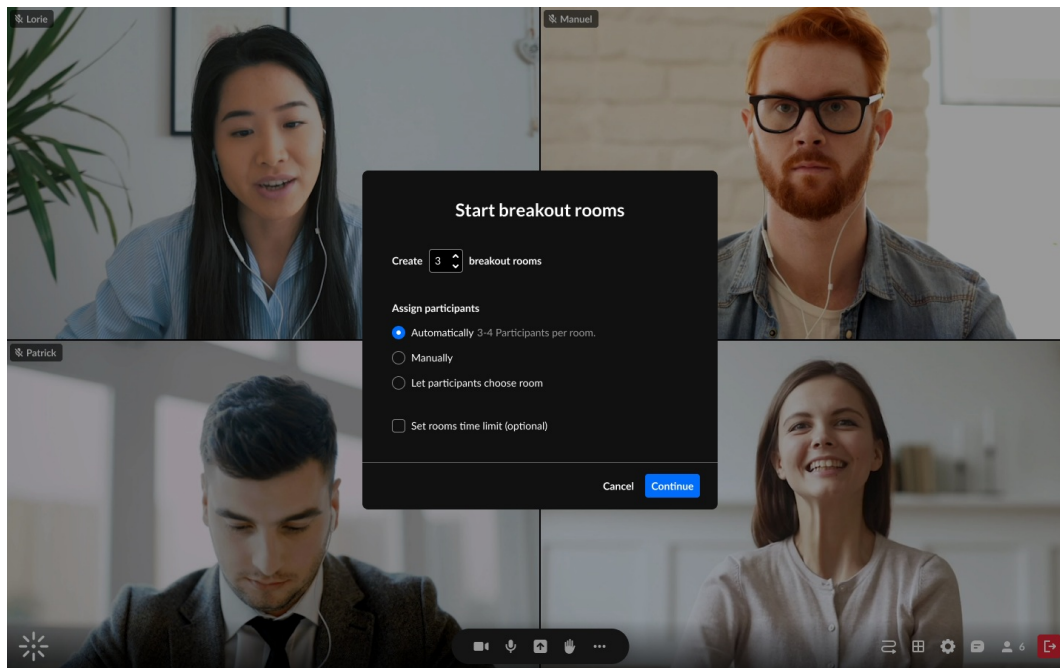 Lorie
Manuel
Start breakout rooms
Create 3 breakout rooms
Assign participants
Automatically 3-4 Participants per room.
Manually
Let participants choose room
Set rooms time limit (optional)
Cancel Continue
Patrick
6